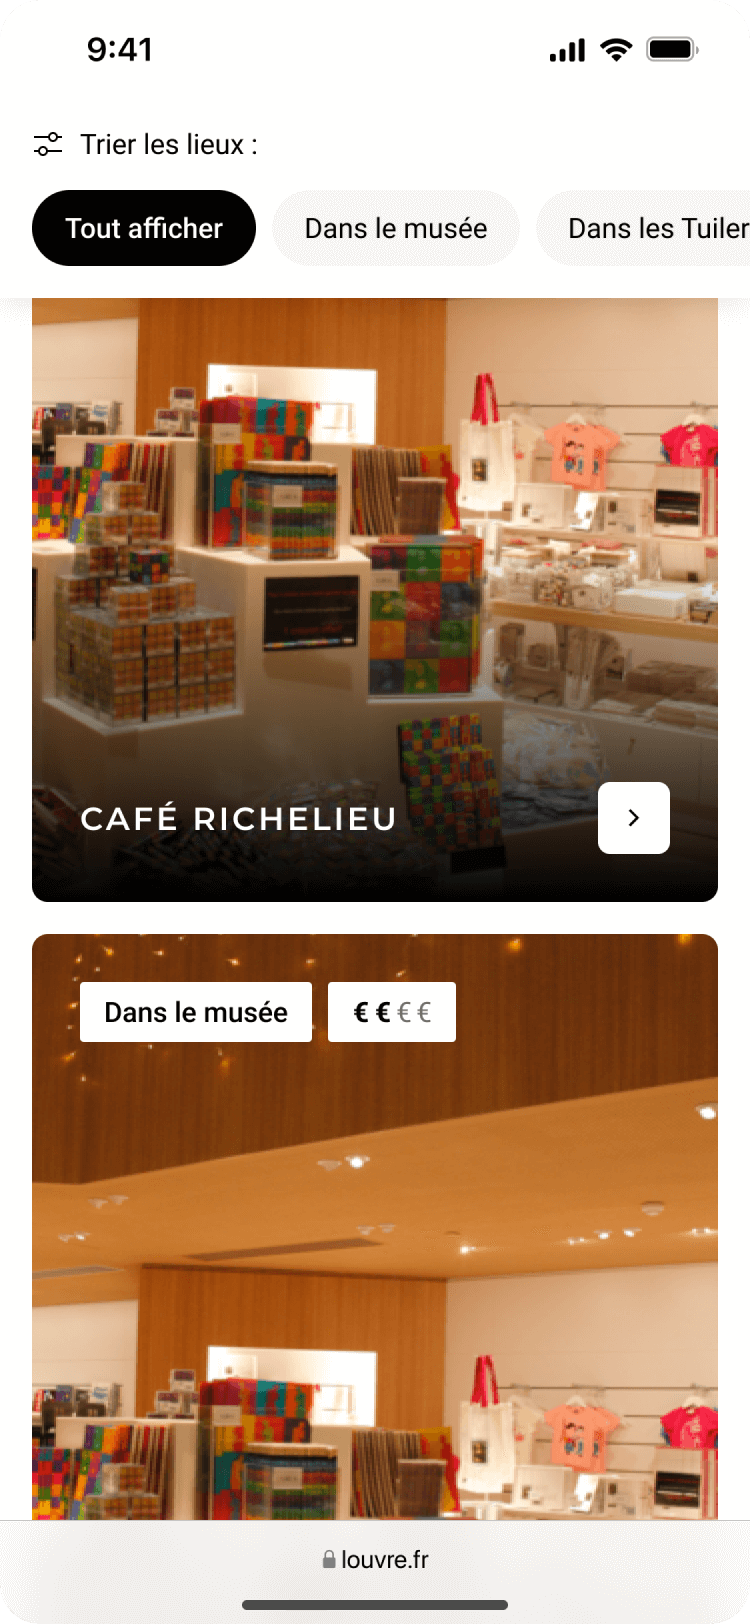 9:41
Trier les lieux :
Tout afficher
Dans le musée
Dans les Tuiler
CAFÉ RICHELIEU
Dans le musée
€ € € €
louvre.fr